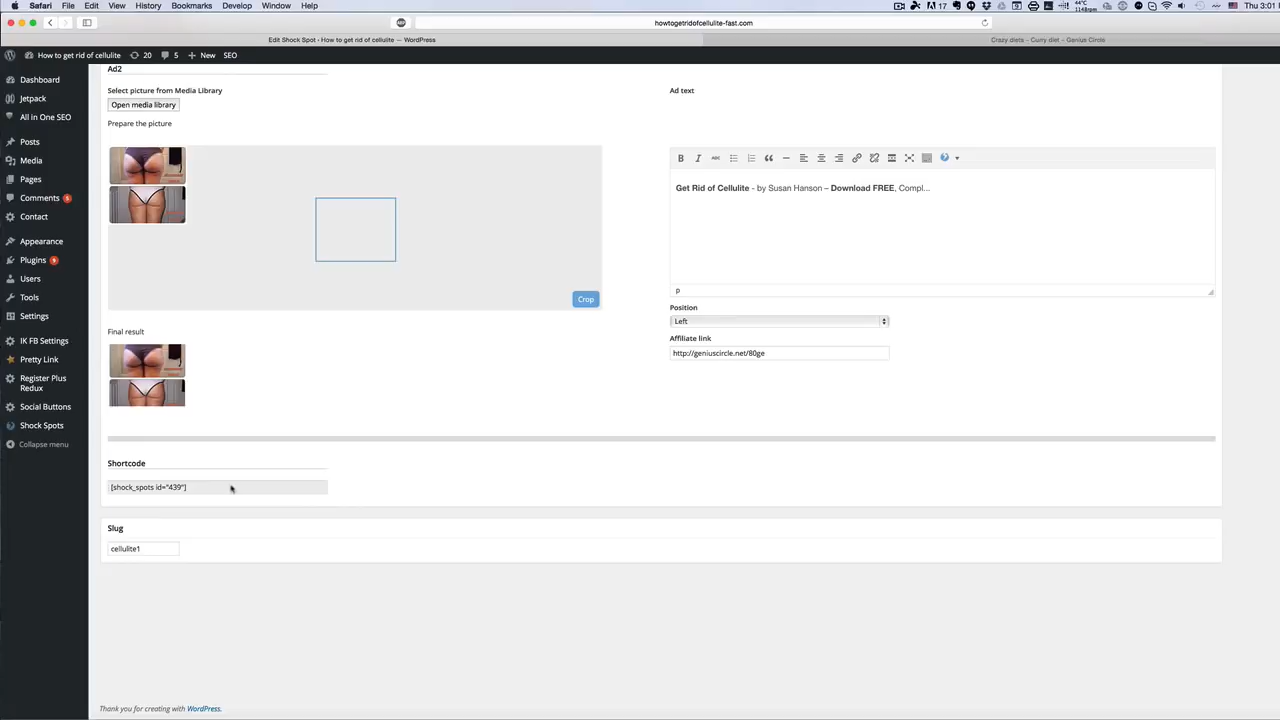 Safari File Edit View History Bookmarks Develop Window Help
17
44°C
1148rpm
Thu 3:01
howtogetridofcellulite-fast.com
Edit Shock Spot ‹ How to get rid of cellulite — WordPress
Crazy diets - Curry diet - Genius Circle
How to get rid of cellulite 20 5 New SEO
Dashboard
Jetpack
All in One SEO
Posts
Media
Pages
Comments 5
Contact
Appearance
Plugins 9
Users
Tools
Settings
IK FB Settings
Pretty Link
Register Plus
Redux
Social Buttons
Shock Spots
Collapse menu
Ad2
Select picture from Media Library
Open media library
Prepare the picture
Crop
Final result
Ad text
ABC
Get Rid of Cellulite - by Susan Hanson – Download FREE, Compl...
p
Position
Left
Affiliate link
http://geniuscircle.net/80ge
Shortcode
[shock_spots id="439"]
Slug
cellulite1
Thank you for creating with WordPress.